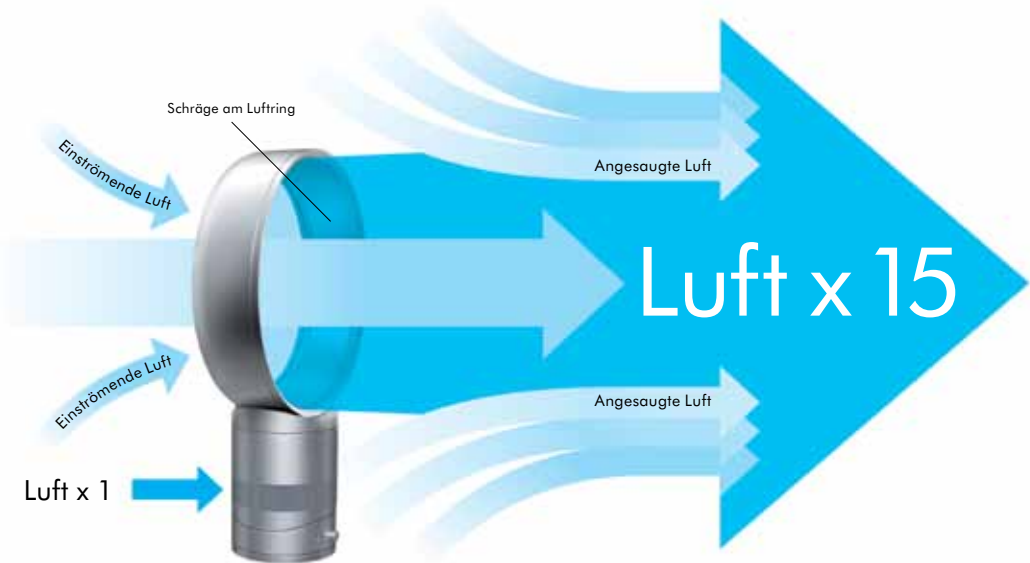 Schräge am Luftring
Einströmende Luft
Angesaugte Luft
Luft x 15
Einströmende Luft
Angesaugte Luft
Luft x 1